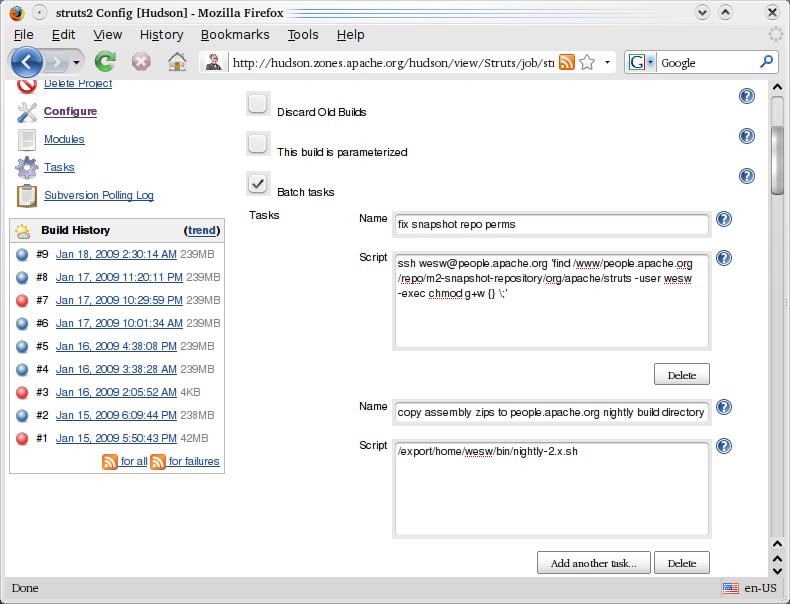 struts2 Config [Hudson] - Mozilla Firefox
File Edit View History Bookmarks Tools Help
http://hudson.zones.apache.org/hudson/view/Struts/job/str
G Google
Delete Project
Configure
Modules
Tasks
Subversion Polling Log
Build History (trend)
#9 Jan 18, 2009 2:30:14 AM 239MB
#8 Jan 17, 2009 11:20:11 PM 239MB
#7 Jan 17, 2009 10:29:59 PM 239MB
#6 Jan 17, 2009 10:01:34 AM 239MB
#5 Jan 16, 2009 4:38:08 PM 239MB
#4 Jan 16, 2009 3:38:28 AM 239MB
#3 Jan 16, 2009 2:05:52 AM 4KB
#2 Jan 15, 2009 6:09:44 PM 238MB
#1 Jan 15, 2009 5:50:43 PM 42MB
for all for failures
Discard Old Builds
This build is parameterized
Batch tasks
Tasks
Name fix snapshot repo perms
Script ssh wesw@people.apache.org 'find /www/people.apache.org
/repo/m2-snapshot-repository/org/apache/struts -user wesw
-exec chmod g+w {} \;'
Delete
Name copy assembly zips to people.apache.org nightly build directory
Script /export/home/wesw/bin/nightly-2.x.sh
Add another task... Delete
Done en-US